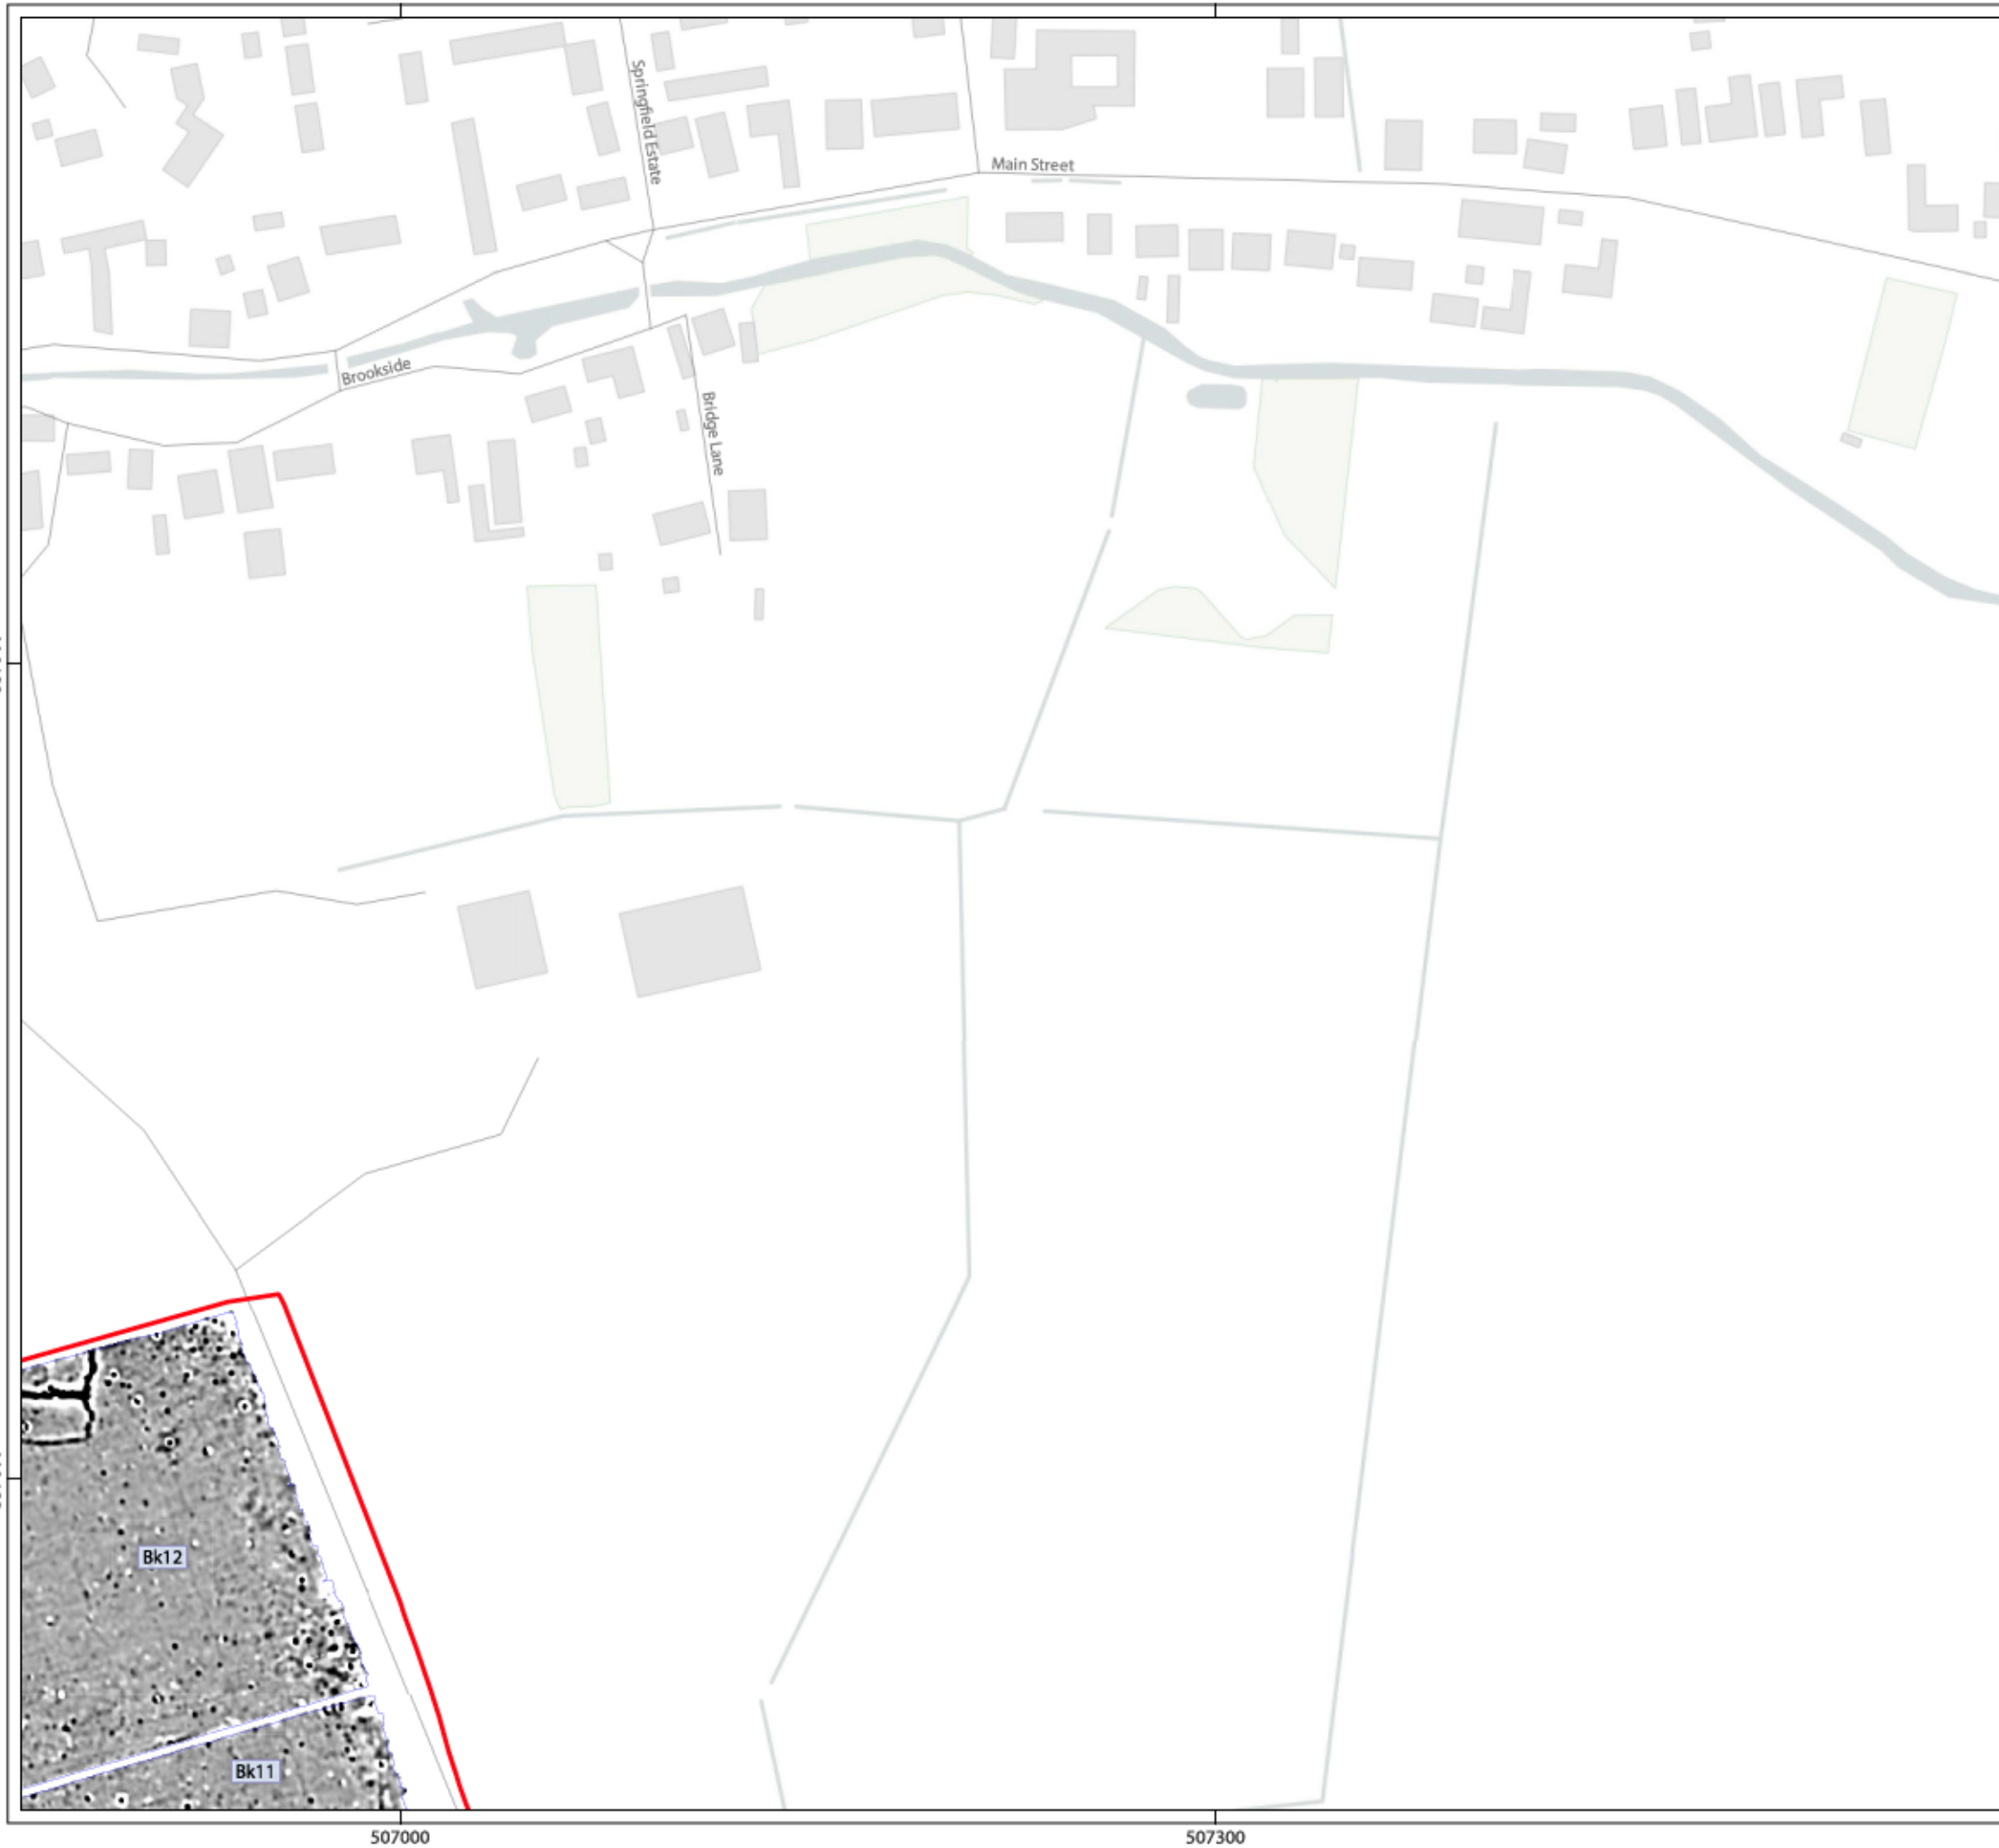 Springfield Estate
Main Street
Brookside
Bridge Lane
Bk12
Bk11
507000
507300